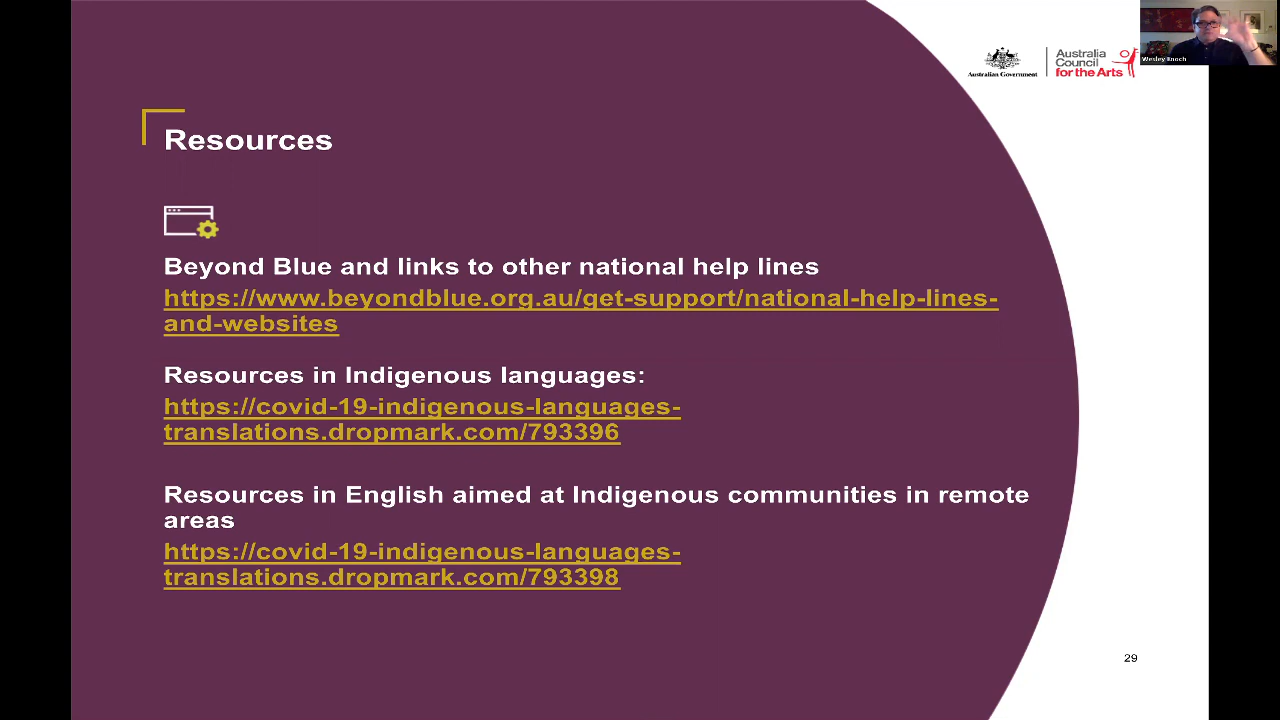 Wesley Enoch
Australian Government
Australia
Council
for the Arts
Resources
Beyond Blue and links to other national help lines
https://www.beyondblue.org.au/get-support/national-help-lines-
and-websites
Resources in Indigenous languages:
https://covid-19-indigenous-languages-
translations.dropmark.com/793396
Resources in English aimed at Indigenous communities in remote
areas
https://covid-19-indigenous-languages-
translations.dropmark.com/793398
29